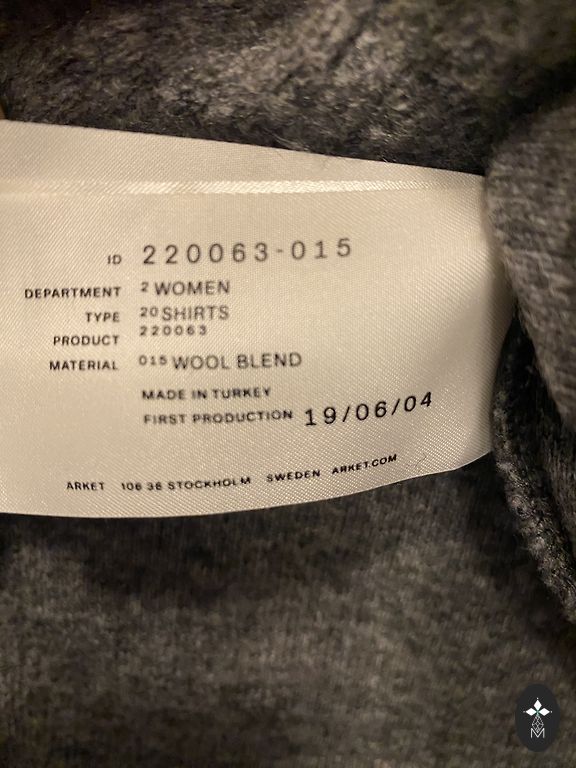 ID 220063-015
DEPARTMENT 2 WOMEN
TYPE 20 SHIRTS
PRODUCT 220063
MATERIAL 015 WOOL BLEND
MADE IN TURKEY
FIRST PRODUCTION 19/06/04
ARKET 106 38 STOCKHOLM SWEDEN ARKET.COM
M